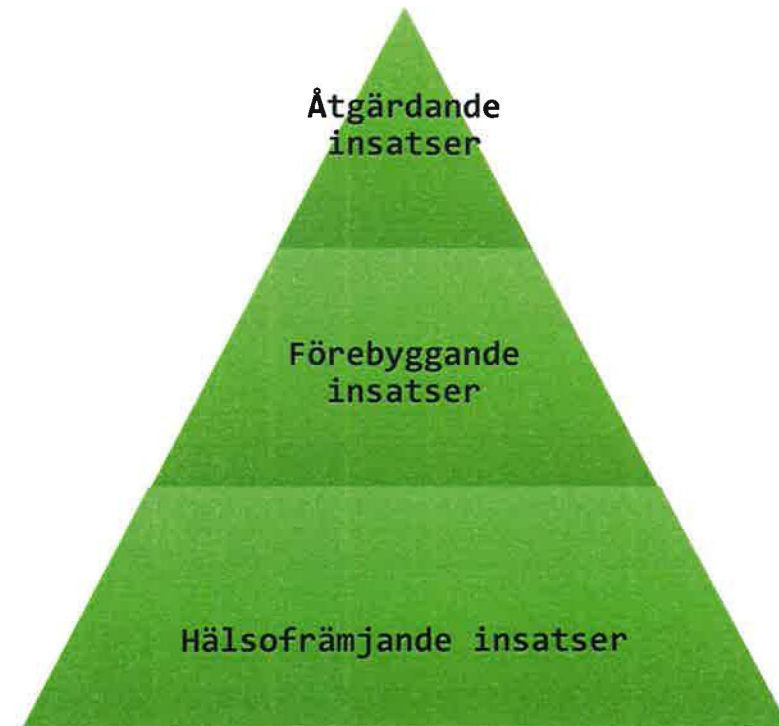 Åtgärdande
insatser
Förebyggande
insatser
Hälsofrämjande insatser